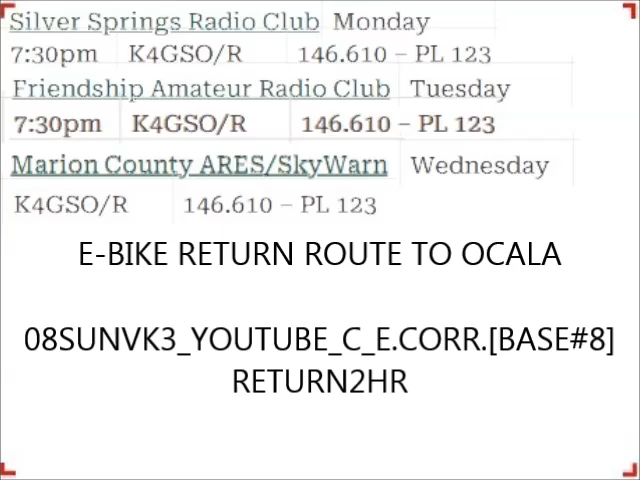 Silver Springs Radio Club Monday
7:30pm K4GSO/R 146.610 – PL 123
Friendship Amateur Radio Club Tuesday
7:30pm K4GSO/R 146.610 – PL 123
Marion County ARES/SkyWarn Wednesday
K4GSO/R 146.610 – PL 123
E-BIKE RETURN ROUTE TO OCALA
08SUNVK3_YOUTUBE_C_E.CORR.[BASE#8]
RETURN2HR